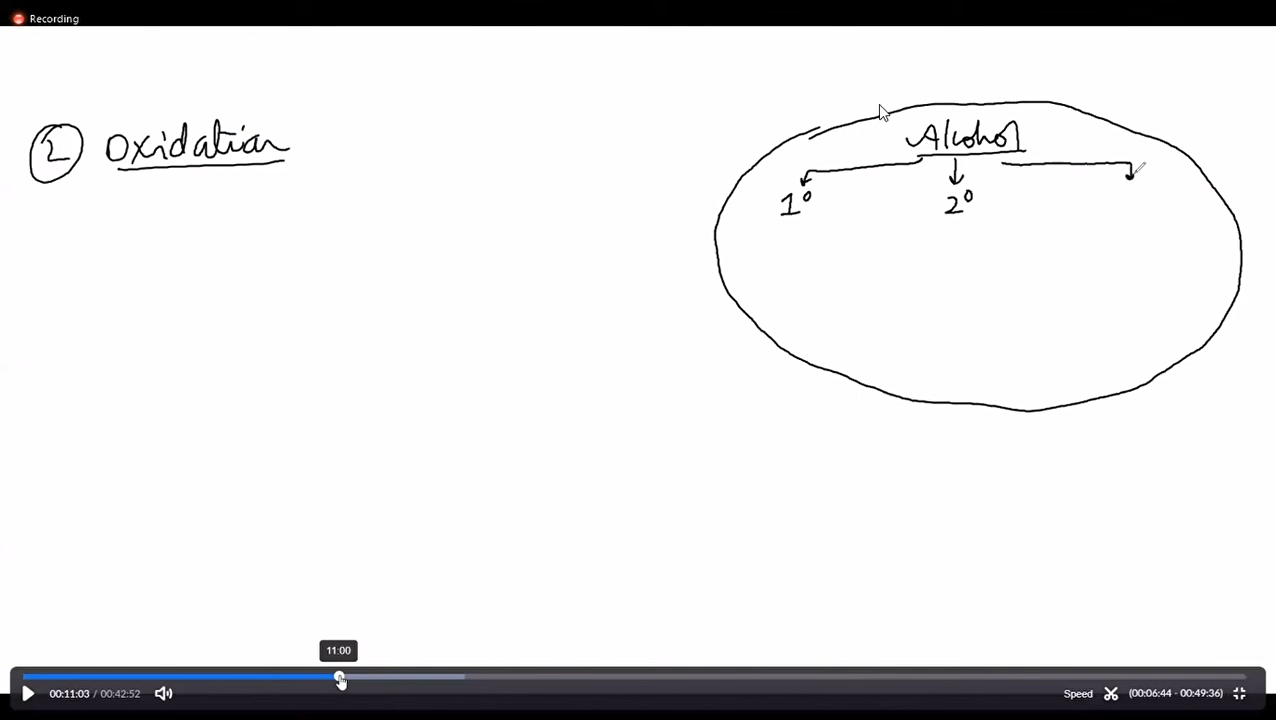 Recording
② Oxidation
Alcohol
1° 2°
11:00
00:11:03 / 00:42:52 Speed (00:06:44 - 00:49:36)